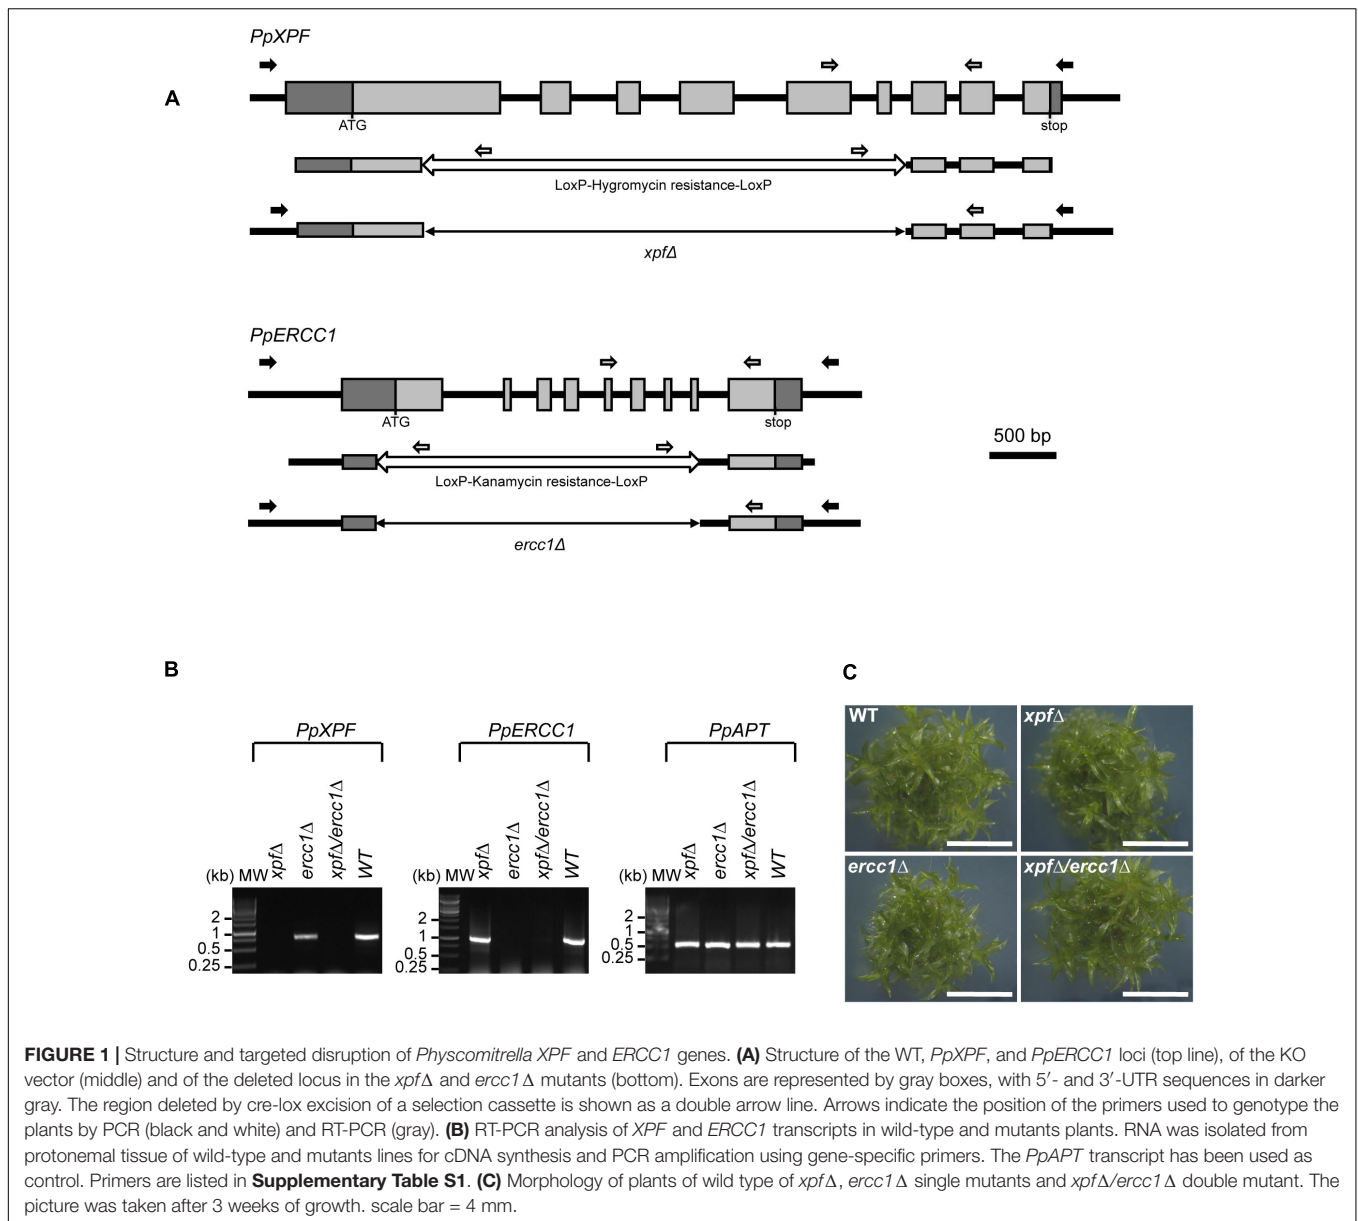 PpXPF
A
ATG
stop
LoxP-Hygromycin resistance-LoxP
xpfΔ
PpERCC1
ATG
stop
500 bp
LoxP-Kanamycin resistance-LoxP
ercc1Δ
B
PpXPF
PpERCC1
PpAPT
(kb) MW xpfΔ ercc1Δ xpfΔ/ercc1Δ WT
2
1
0.5
0.25
(kb) MW xpfΔ ercc1Δ xpfΔ/ercc1Δ WT
2
1
0.5
0.25
(kb) MW xpfΔ ercc1Δ xpfΔ/ercc1Δ WT
2
1
0.5
0.25
C
WT
xpfΔ
ercc1Δ
xpfΔ/ercc1Δ
FIGURE 1 | Structure and targeted disruption of Physcomitrella XPF and ERCC1 genes. (A) Structure of the WT, PpXPF, and PpERCC1 loci (top line), of the KO
vector (middle) and of the deleted locus in the xpfΔ and ercc1Δ mutants (bottom). Exons are represented by gray boxes, with 5′- and 3′-UTR sequences in darker
gray. The region deleted by cre-lox excision of a selection cassette is shown as a double arrow line. Arrows indicate the position of the primers used to genotype the
plants by PCR (black and white) and RT-PCR (gray). (B) RT-PCR analysis of XPF and ERCC1 transcripts in wild-type and mutants plants. RNA was isolated from
protonemal tissue of wild-type and mutants lines for cDNA synthesis and PCR amplification using gene-specific primers. The PpAPT transcript has been used as
control. Primers are listed in Supplementary Table S1. (C) Morphology of plants of wild type of xpfΔ, ercc1Δ single mutants and xpfΔ/ercc1Δ double mutant. The
picture was taken after 3 weeks of growth. scale bar = 4 mm.